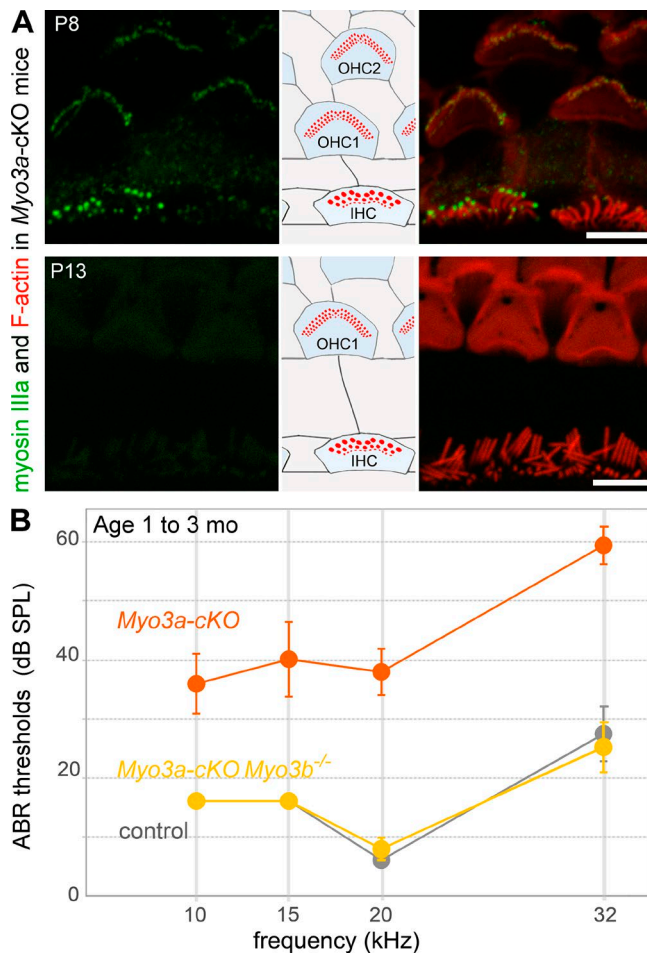 A
P8
OHC2
OHC1
IHC
myosin IIIa and F-actin in Myo3a-cKO mice
P13
OHC1
IHC
B
Age 1 to 3 mo
60
40
20
0
ABR thresholds (dB SPL)
Myo3a-cKO
Myo3a-cKO Myo3b-/-
control
10 15 20 32
frequency (kHz)